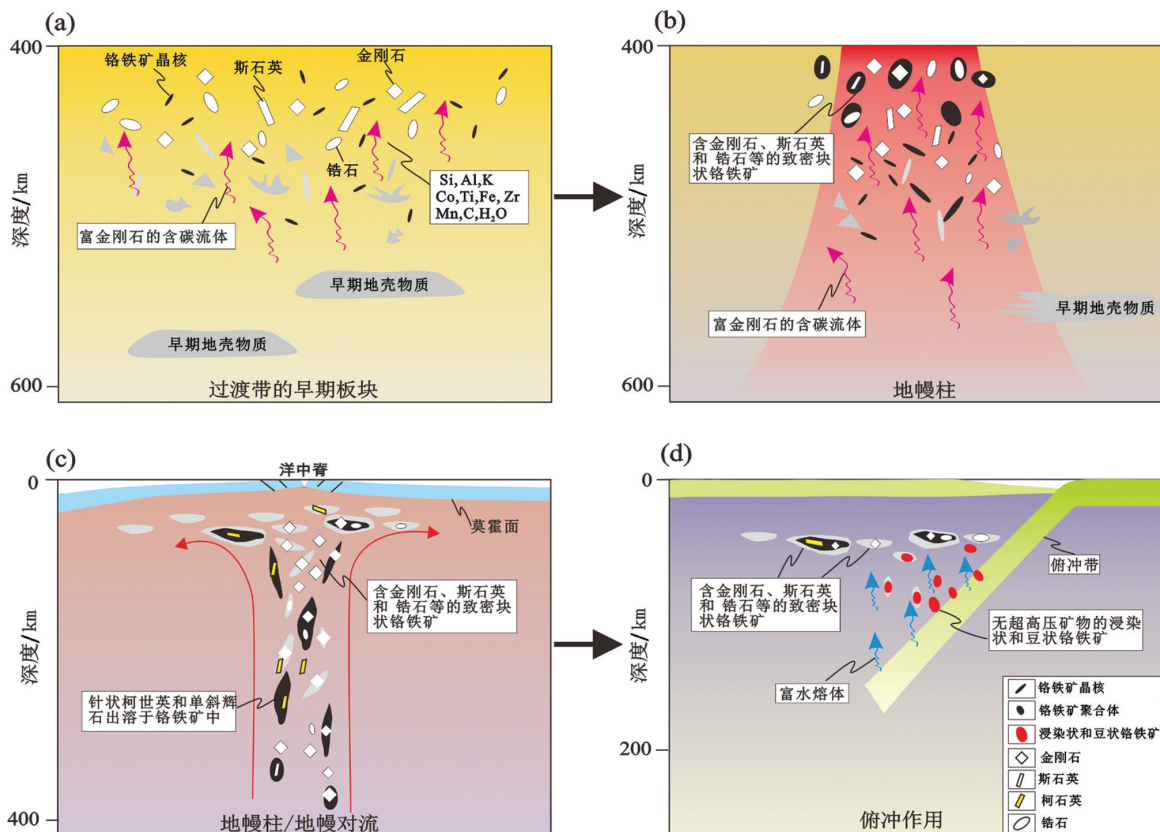 (a)
400
深度/km
600
铬铁矿晶核
斯石英
金刚石
锆石
Si,Al,K
Co,Ti,Fe, Zr
Mn,C,H₂O
富金刚石的含碳流体
早期地壳物质
早期地壳物质
过渡带的早期板块
(b)
400
深度/km
600
含金刚石、斯石英
和 锆石等的致密块
状铬铁矿
富金刚石的含碳流体
早期地壳物质
地幔柱
(c)
0
深度/km
400
洋中脊
莫霍面
含金刚石、斯石英
和 锆石等的致密块
状铬铁矿
针状柯世英和单斜辉
石出溶于铬铁矿中
地幔柱/地幔对流
(d)
0
深度/km
200
俯冲带
含金刚石、斯石英
和 锆石等的致密块
状铬铁矿
无超高压矿物的浸染
状和豆状铬铁矿
富水熔体
俯冲作用
铬铁矿晶核
铬铁矿聚合体
浸染状和豆状铬铁矿
金刚石
斯石英
柯石英
锆石